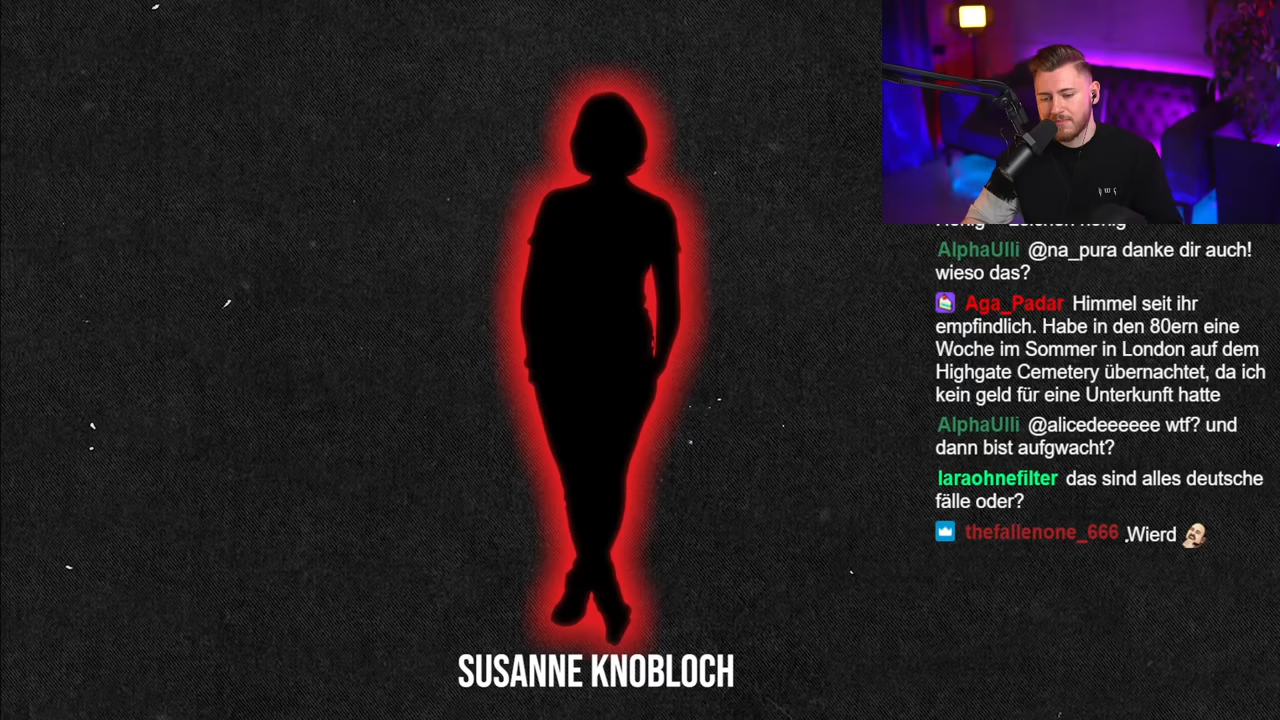 AlphaUlli @na_pura danke dir auch!
wieso das?
Aga_Padar Himmel seit ihr
empfindlich. Habe in den 80ern eine
Woche im Sommer in London auf dem
Highgate Cemetery übernachtet, da ich
kein geld für eine Unterkunft hatte
AlphaUlli @alicedeeeeee wtf? und
dann bist aufgwacht?
laraohnefilter das sind alles deutsche
fälle oder?
thefallenone_666 Wierd
SUSANNE KNOBLOCH